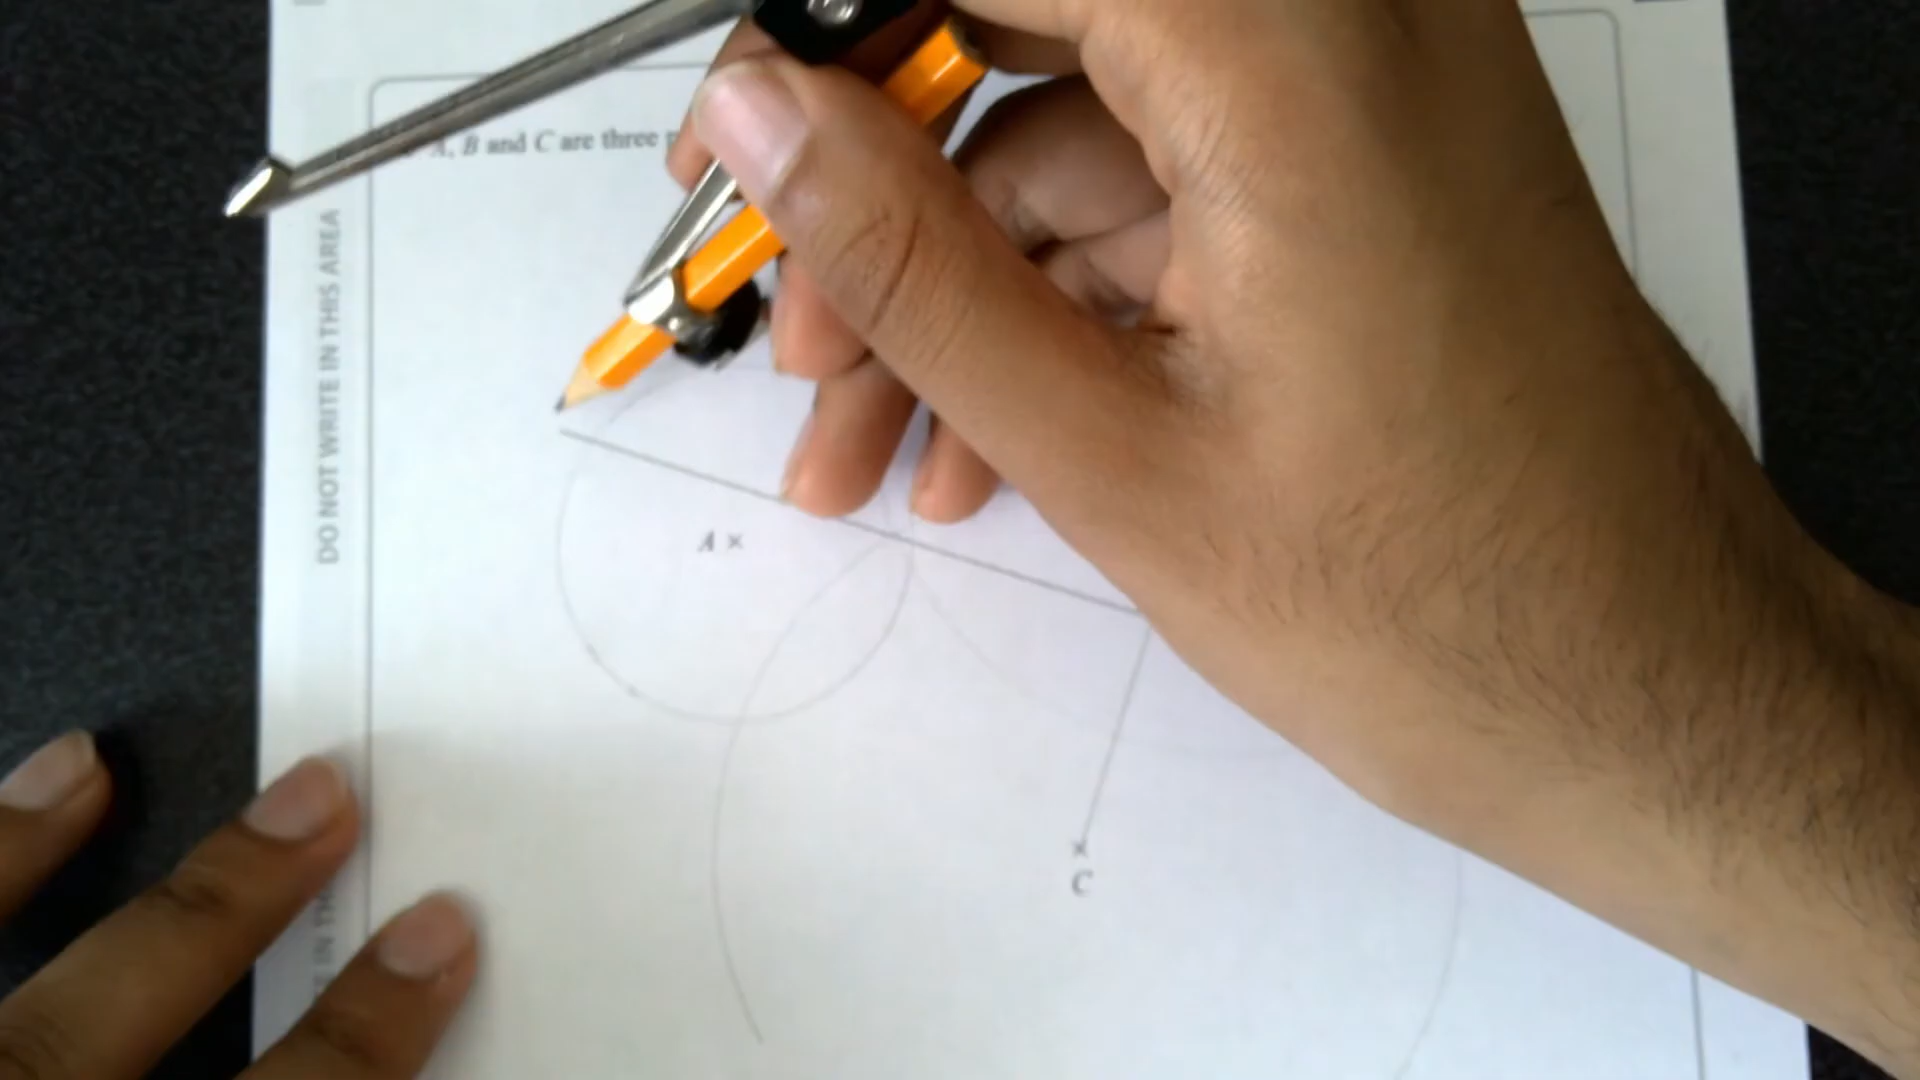 A, B and C are three
DO NOT WRITE IN THIS AREA
A ×
×
C